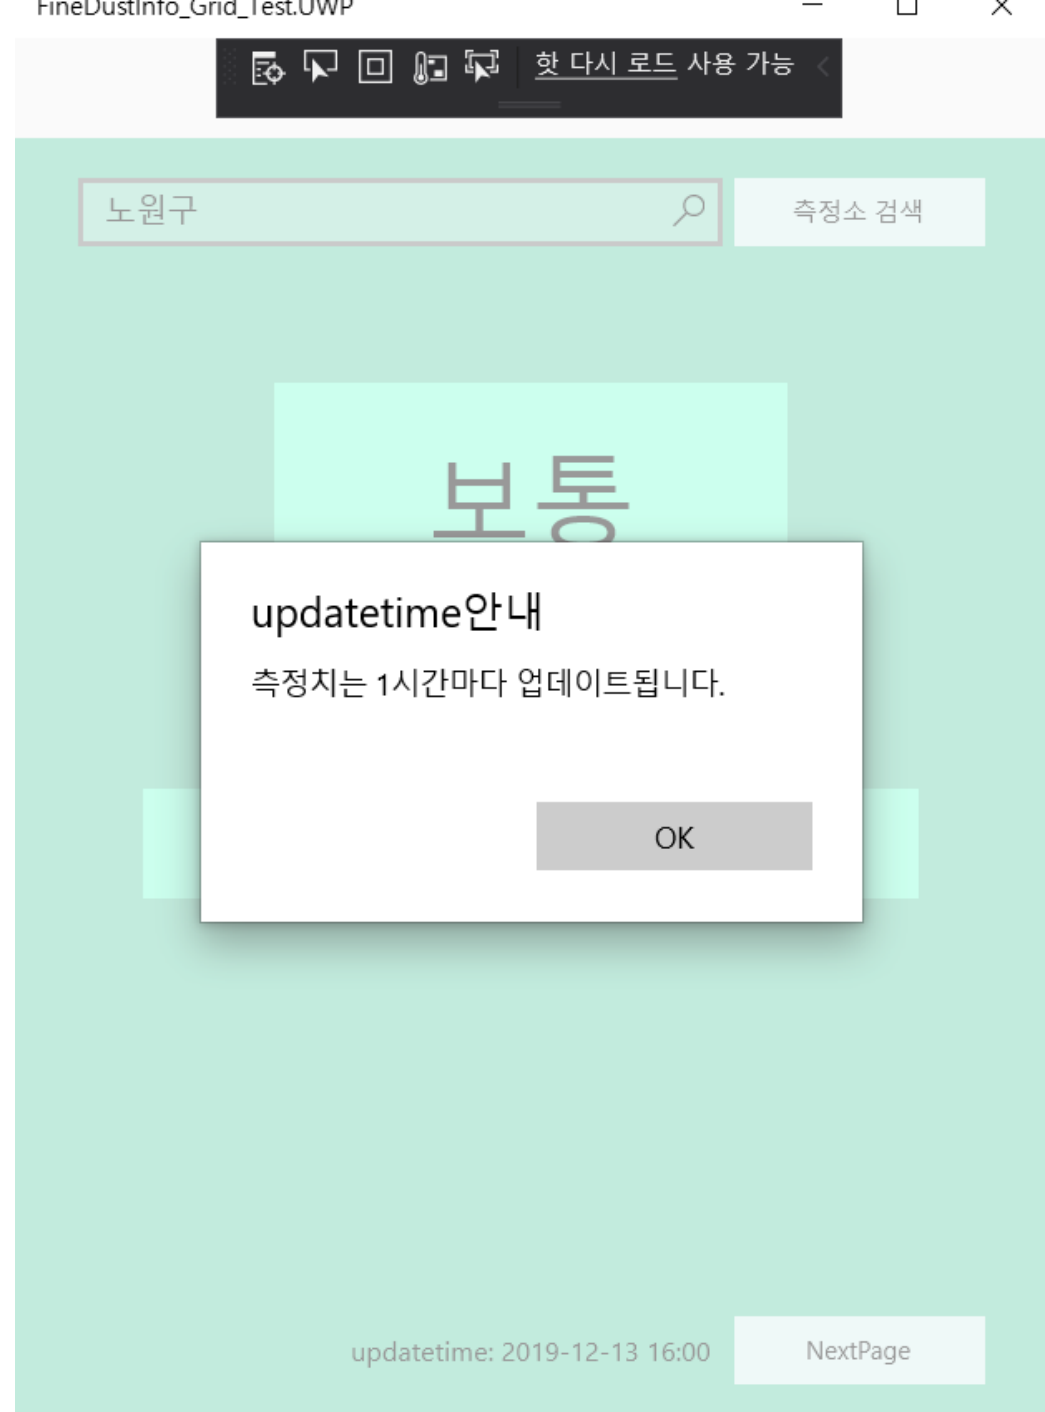 FineDustInfo_Grid_Test.UWP
핫 다시 로드 사용 가능
노원구
측정소 검색
보통
updatetime안내
측정치는 1시간마다 업데이트됩니다.
OK
updatetime: 2019-12-13 16:00
NextPage